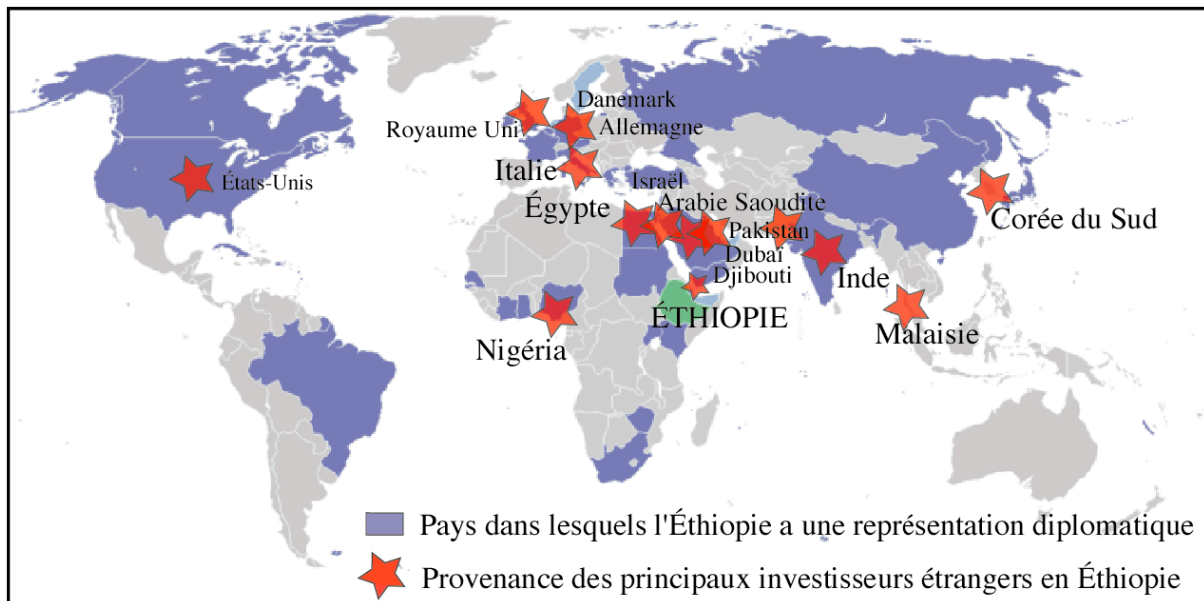 Danemark
Royaume Uni
Allemagne
Italie
États-Unis
Israël
Égypte
Arabie Saoudite
Corée du Sud
Pakistan
Dubaï
Djibouti
Inde
ÉTHIOPIE
Nigéria
Malaisie
Pays dans lesquels l'Éthiopie a une représentation diplomatique
Provenance des principaux investisseurs étrangers en Éthiopie